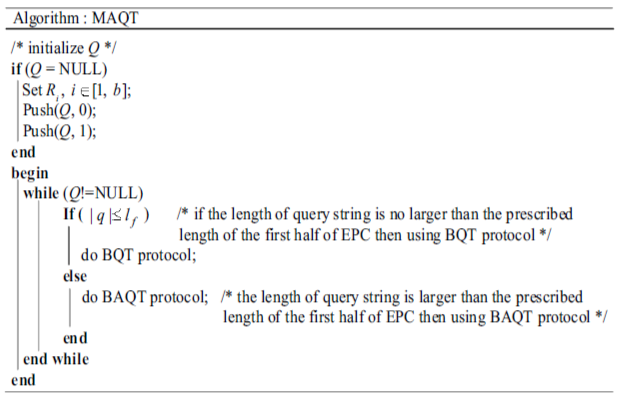 Algorithm : MAQT
/* initialize Q */
if (Q = NULL)
Set R_i, i ∈[1, b];
Push(Q, 0);
Push(Q, 1);
end
begin
while (Q!=NULL)
If ( |q|≤ l_f ) /* if the length of query string is no larger than the prescribed
length of the first half of EPC then using BQT protocol */
do BQT protocol;
else
do BAQT protocol; /* the length of query string is larger than the prescribed
length of the first half of EPC then using BAQT protocol */
end
end while
end